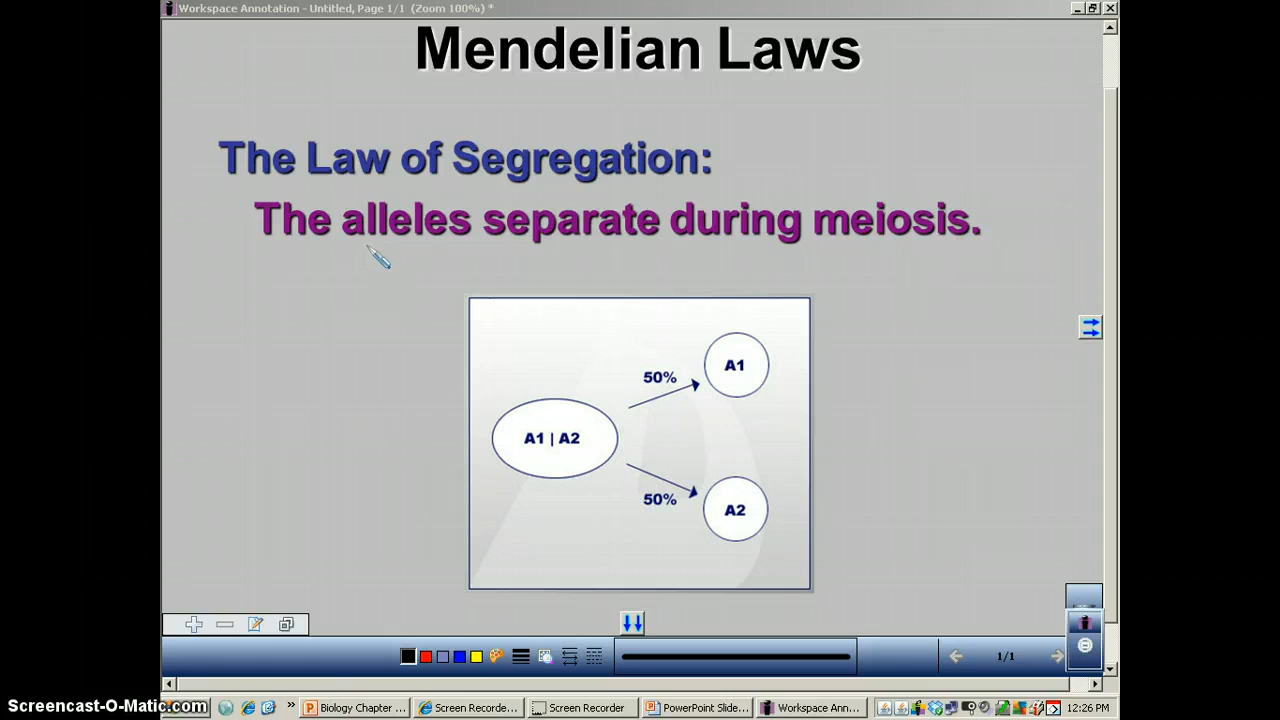 Workspace Annotation - Untitled, Page 1/1 (Zoom 100%) *
Mendelian Laws
The Law of Segregation:
The alleles separate during meiosis.
A1
50%
A1 | A2
50%
A2
1/1
Biology Chapter ...
Screen Recorde...
Screen Recorder
PowerPoint Slide...
Workspace Ann...
12:26 PM
Screencast-O-Matic.com